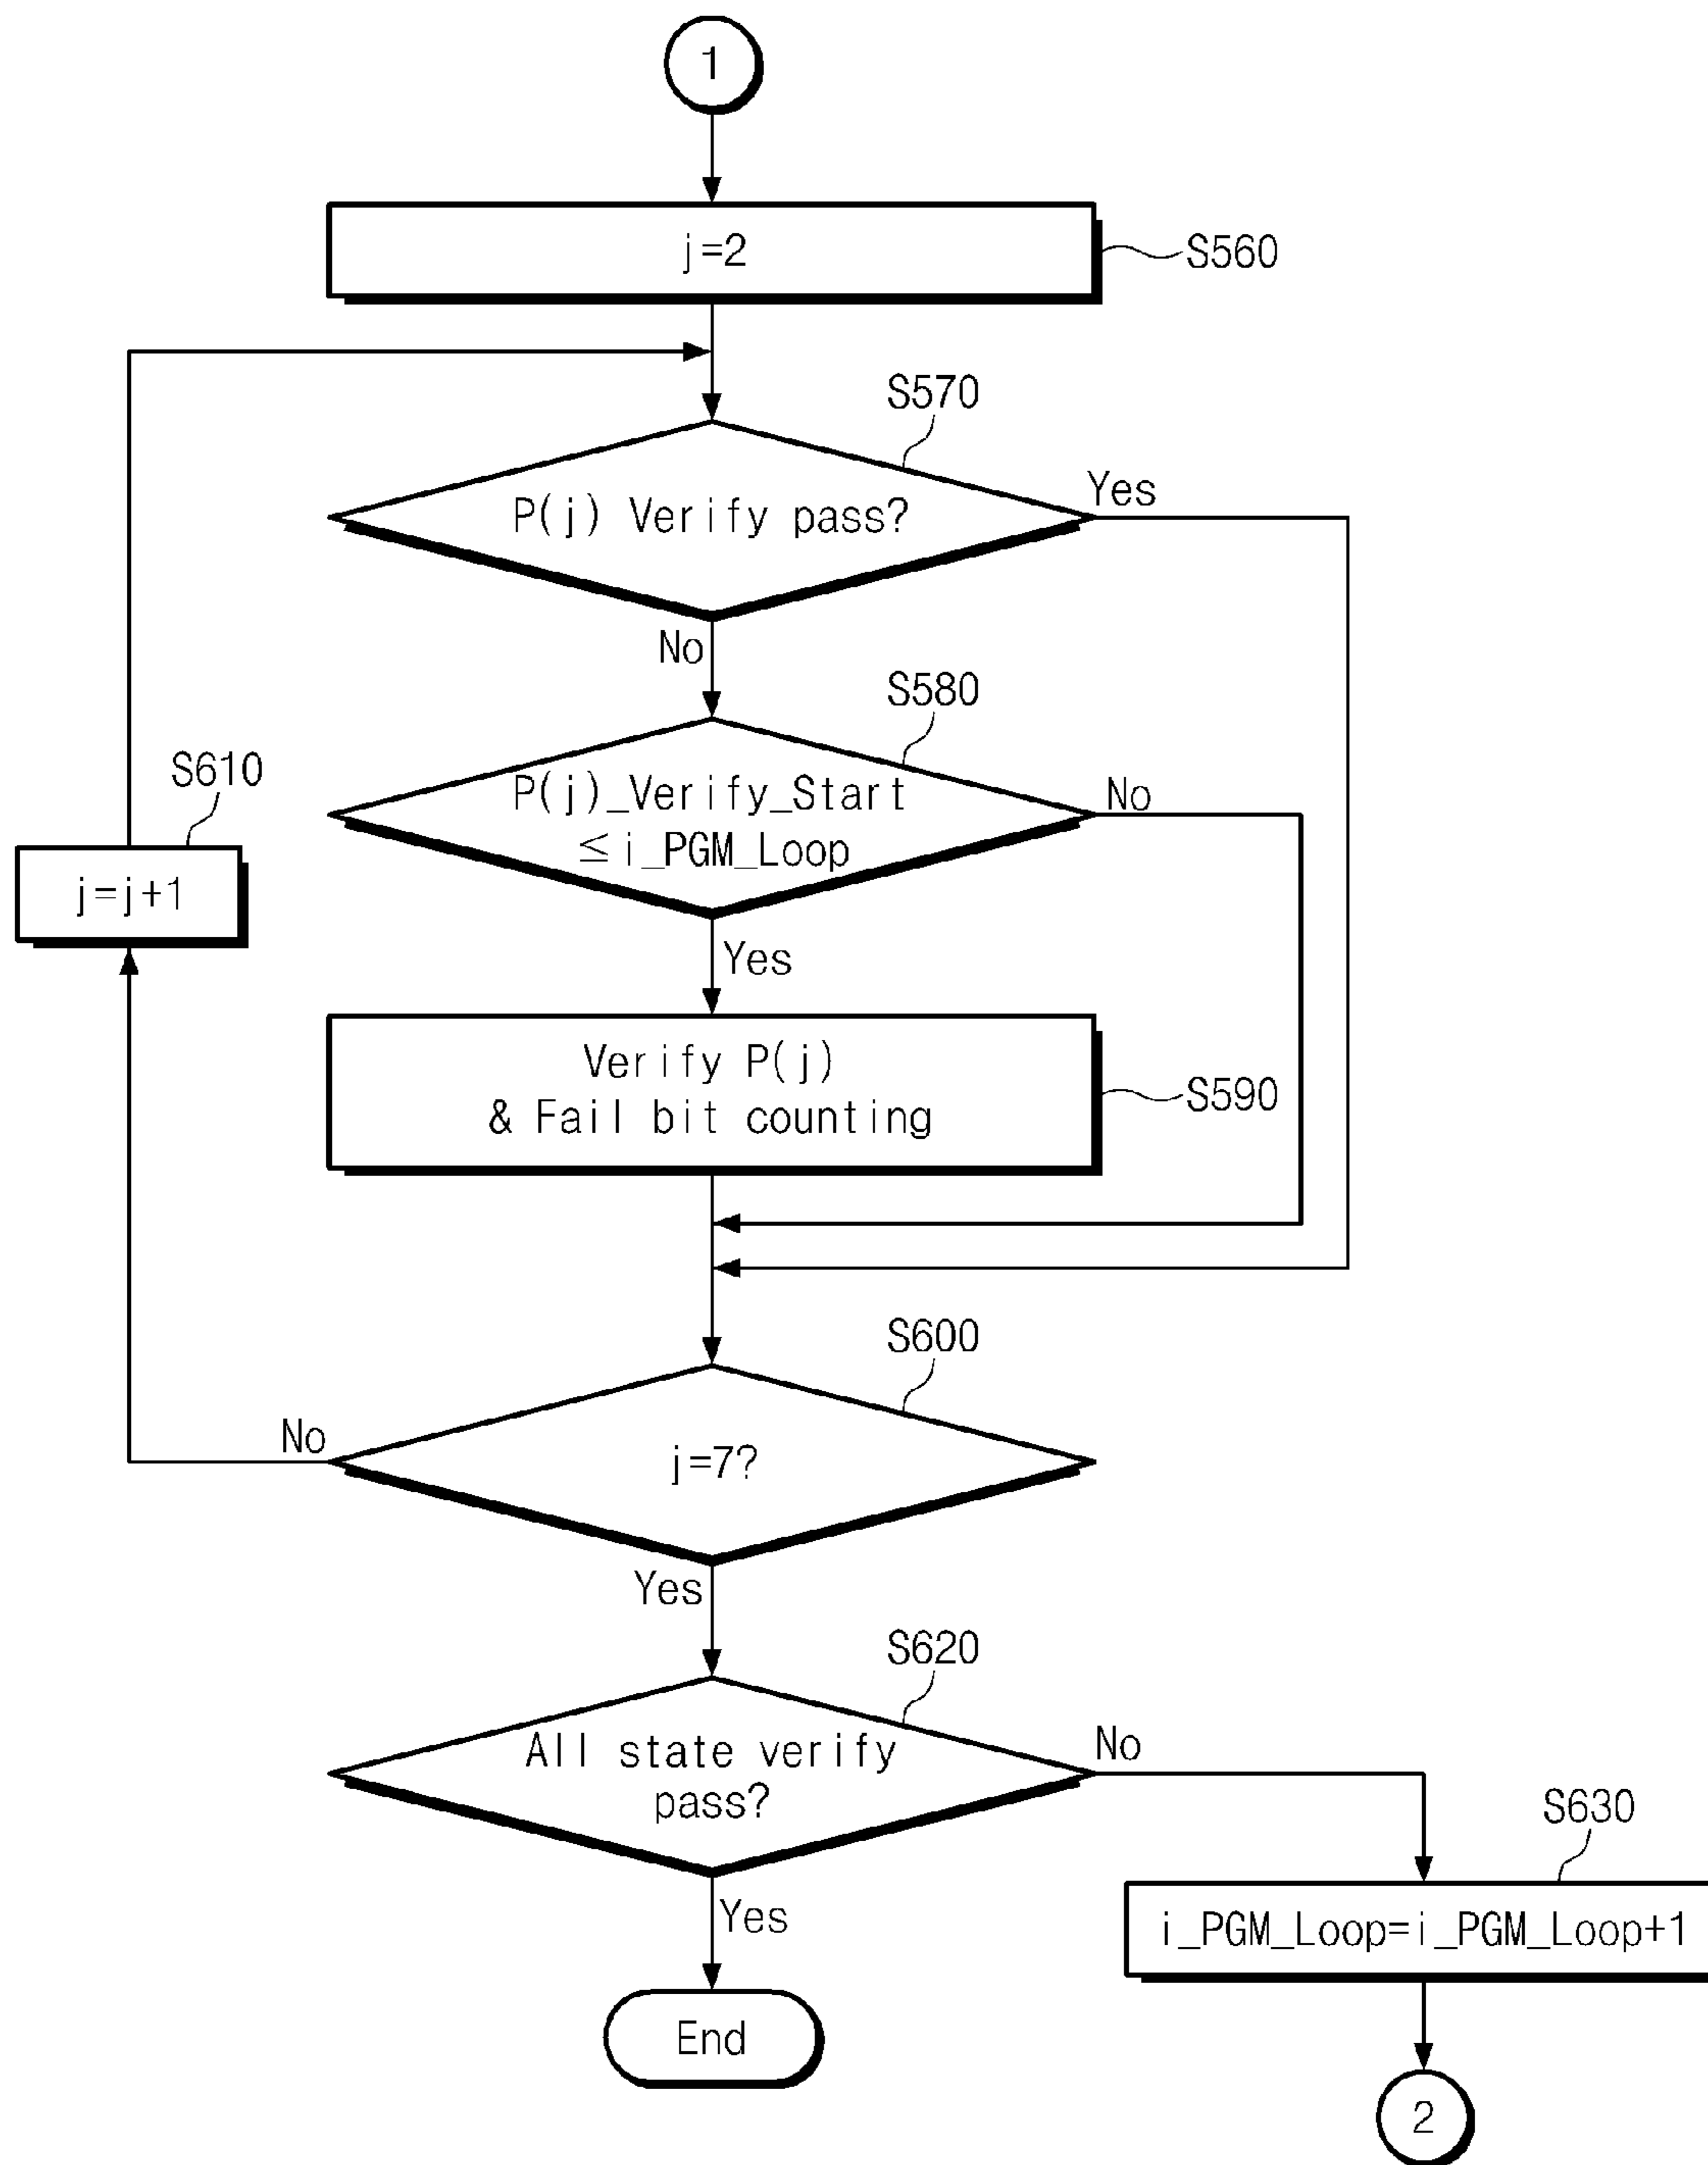 1
j=2
S560
S570
P(j) Verify pass?
Yes
No
S580
P(j)_Verify_Start
≤ i_PGM_Loop
No
S610
j=j+1
Yes
Verify P(j)
& Fail bit counting
S590
S600
No
j=7?
Yes
S620
All state verify
pass?
No
S630
i_PGM_Loop=i_PGM_Loop+1
Yes
End
2